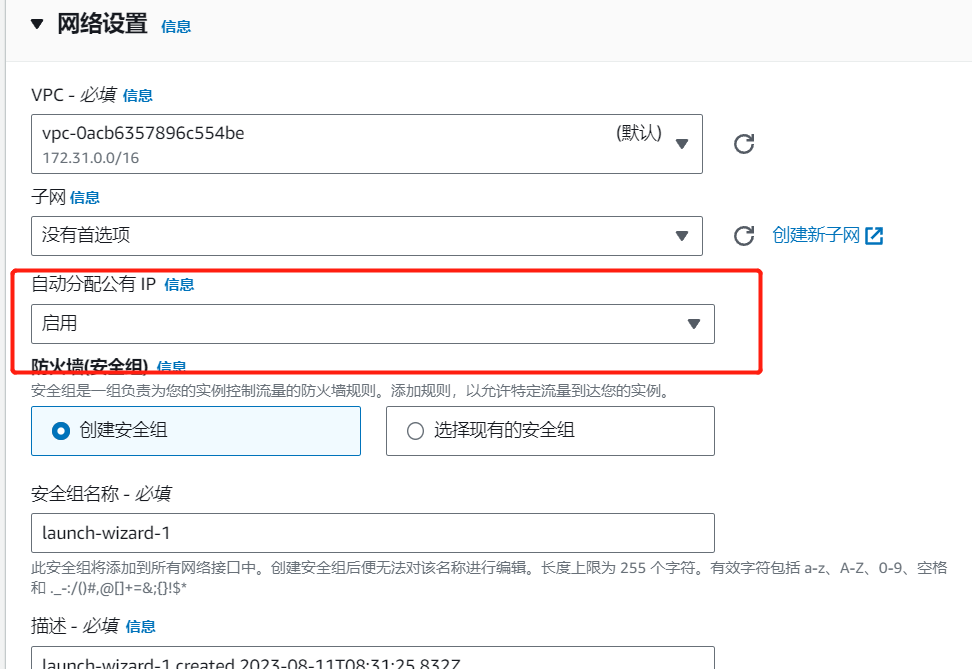 网络设置 信息
VPC - 必填 信息
vpc-0acb6357896c554be (默认)
172.31.0.0/16
子网 信息
没有首选项 创建新子网
自动分配公有 IP 信息
启用
防火墙(安全组) 信息
安全组是一组负责为您的实例控制流量的防火墙规则。添加规则，以允许特定流量到达您的实例。
创建安全组 选择现有的安全组
安全组名称 - 必填
launch-wizard-1
此安全组将添加到所有网络接口中。创建安全组后便无法对该名称进行编辑。长度上限为 255 个字符。有效字符包括 a-z、A-Z、0-9、空格
和 ._-:/()#,@[]+=&;{}!$*
描述 - 必填 信息
launch-wizard-1 created 2023-08-11T08:31:25.832Z